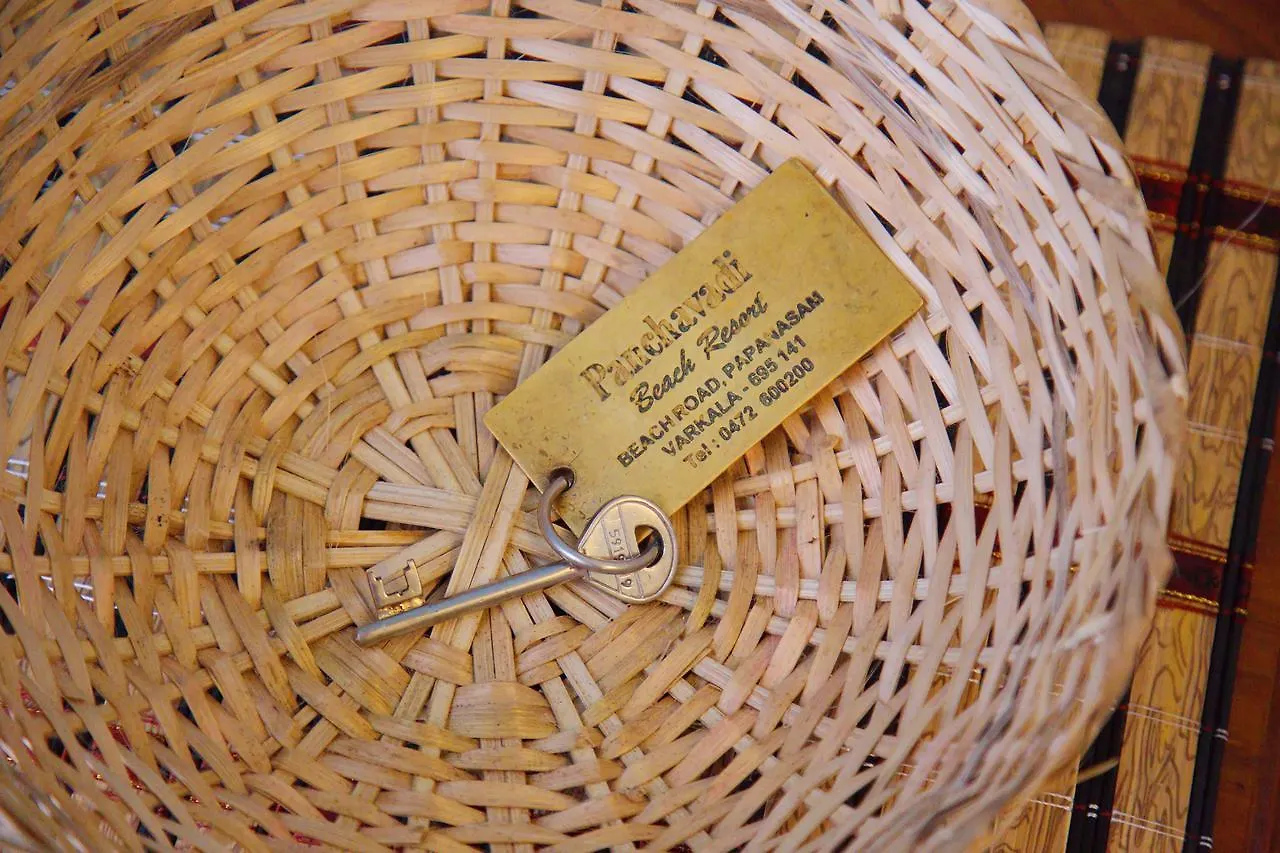 Panchavadi
Beach Resort
BEACH ROAD, PAPANASAM
VARKALA - 695 141
Tel : 0472 600200